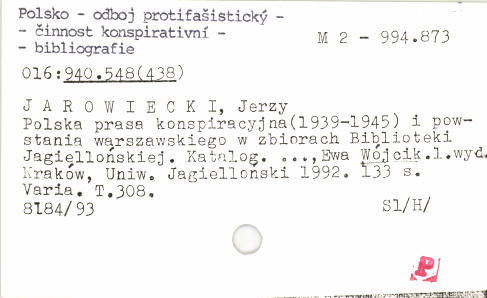 Polsko - odboj protifašistický -
- činnost konspirativní -
- bibliografie
M 2 - 994.873
016:940.548(438)
J A R O W I E C K I, Jerzy
Polska prasa konspiracyjna(1939-1945) i pow-
stania warszawskiego w zbiorach Biblioteki
Jagiellońskiej. Katalog. ...,Ewa Wójcik.1.wyd.
Kraków, Uniw. Jagielloński 1992. 133 s.
Varia. T.308.
8184/93
Sl/H/
P